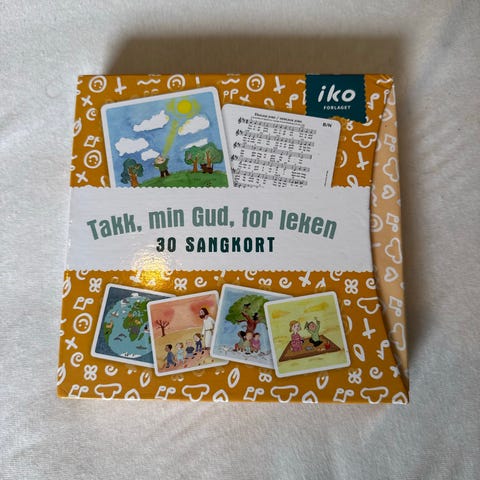 iko
FORLAGET
B/N
Takk, min Gud, for leken
30 SANGKORT